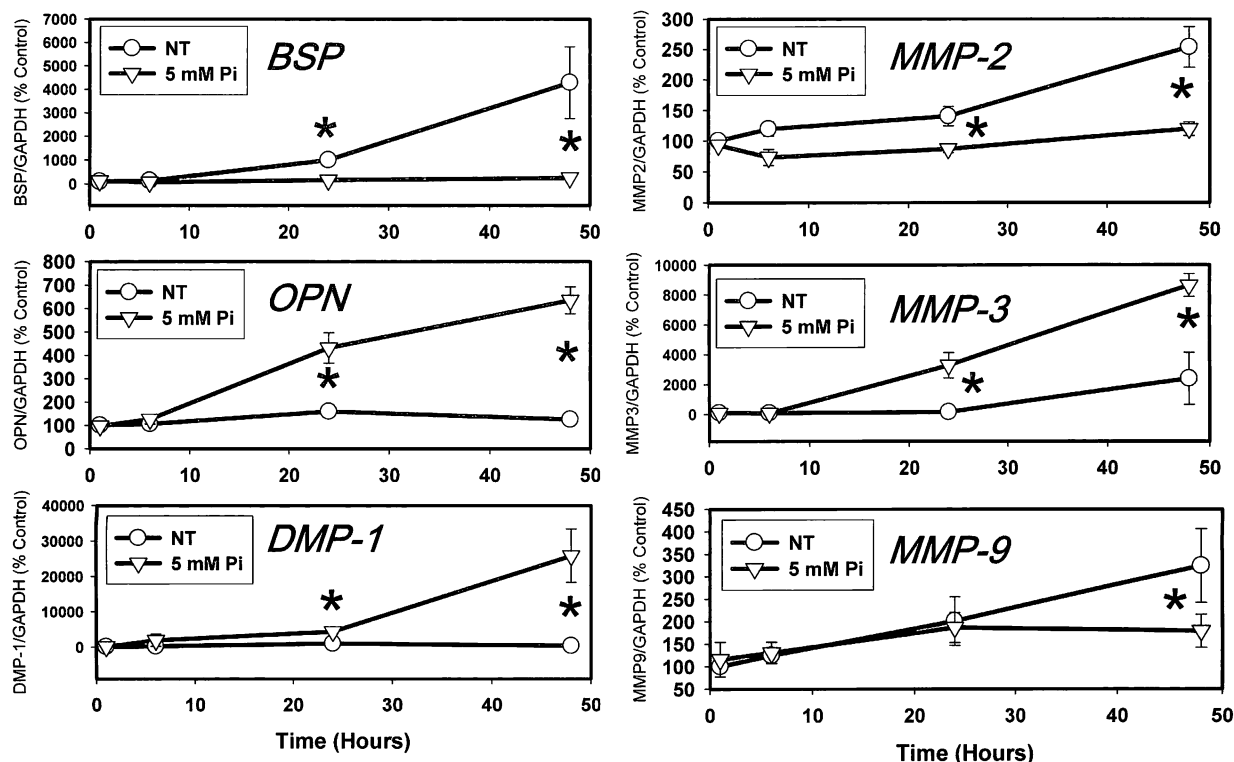 BSP/GAPDH (% Control)
7000
6000
5000
4000
3000
2000
1000
0
NT
5 mM Pi
BSP
*
*
0 10 20 30 40 50
MMP2/GAPDH (% Control)
300
250
200
150
100
50
0
NT
5 mM Pi
MMP-2
*
*
0 10 20 30 40 50
OPN/GAPDH (% Control)
800
700
600
500
400
300
200
100
0
NT
5 mM Pi
OPN
*
*
0 10 20 30 40 50
MMP3/GAPDH (% Control)
10000
8000
6000
4000
2000
0
NT
5 mM Pi
MMP-3
*
*
0 10 20 30 40 50
DMP-1/GAPDH (% Control)
40000
30000
20000
10000
0
NT
5 mM Pi
DMP-1
*
*
0 10 20 30 40 50
Time (Hours)
MMP9/GAPDH (% Control)
450
400
350
300
250
200
150
100
50
NT
5 mM Pi
MMP-9
*
0 10 20 30 40 50
Time (Hours)